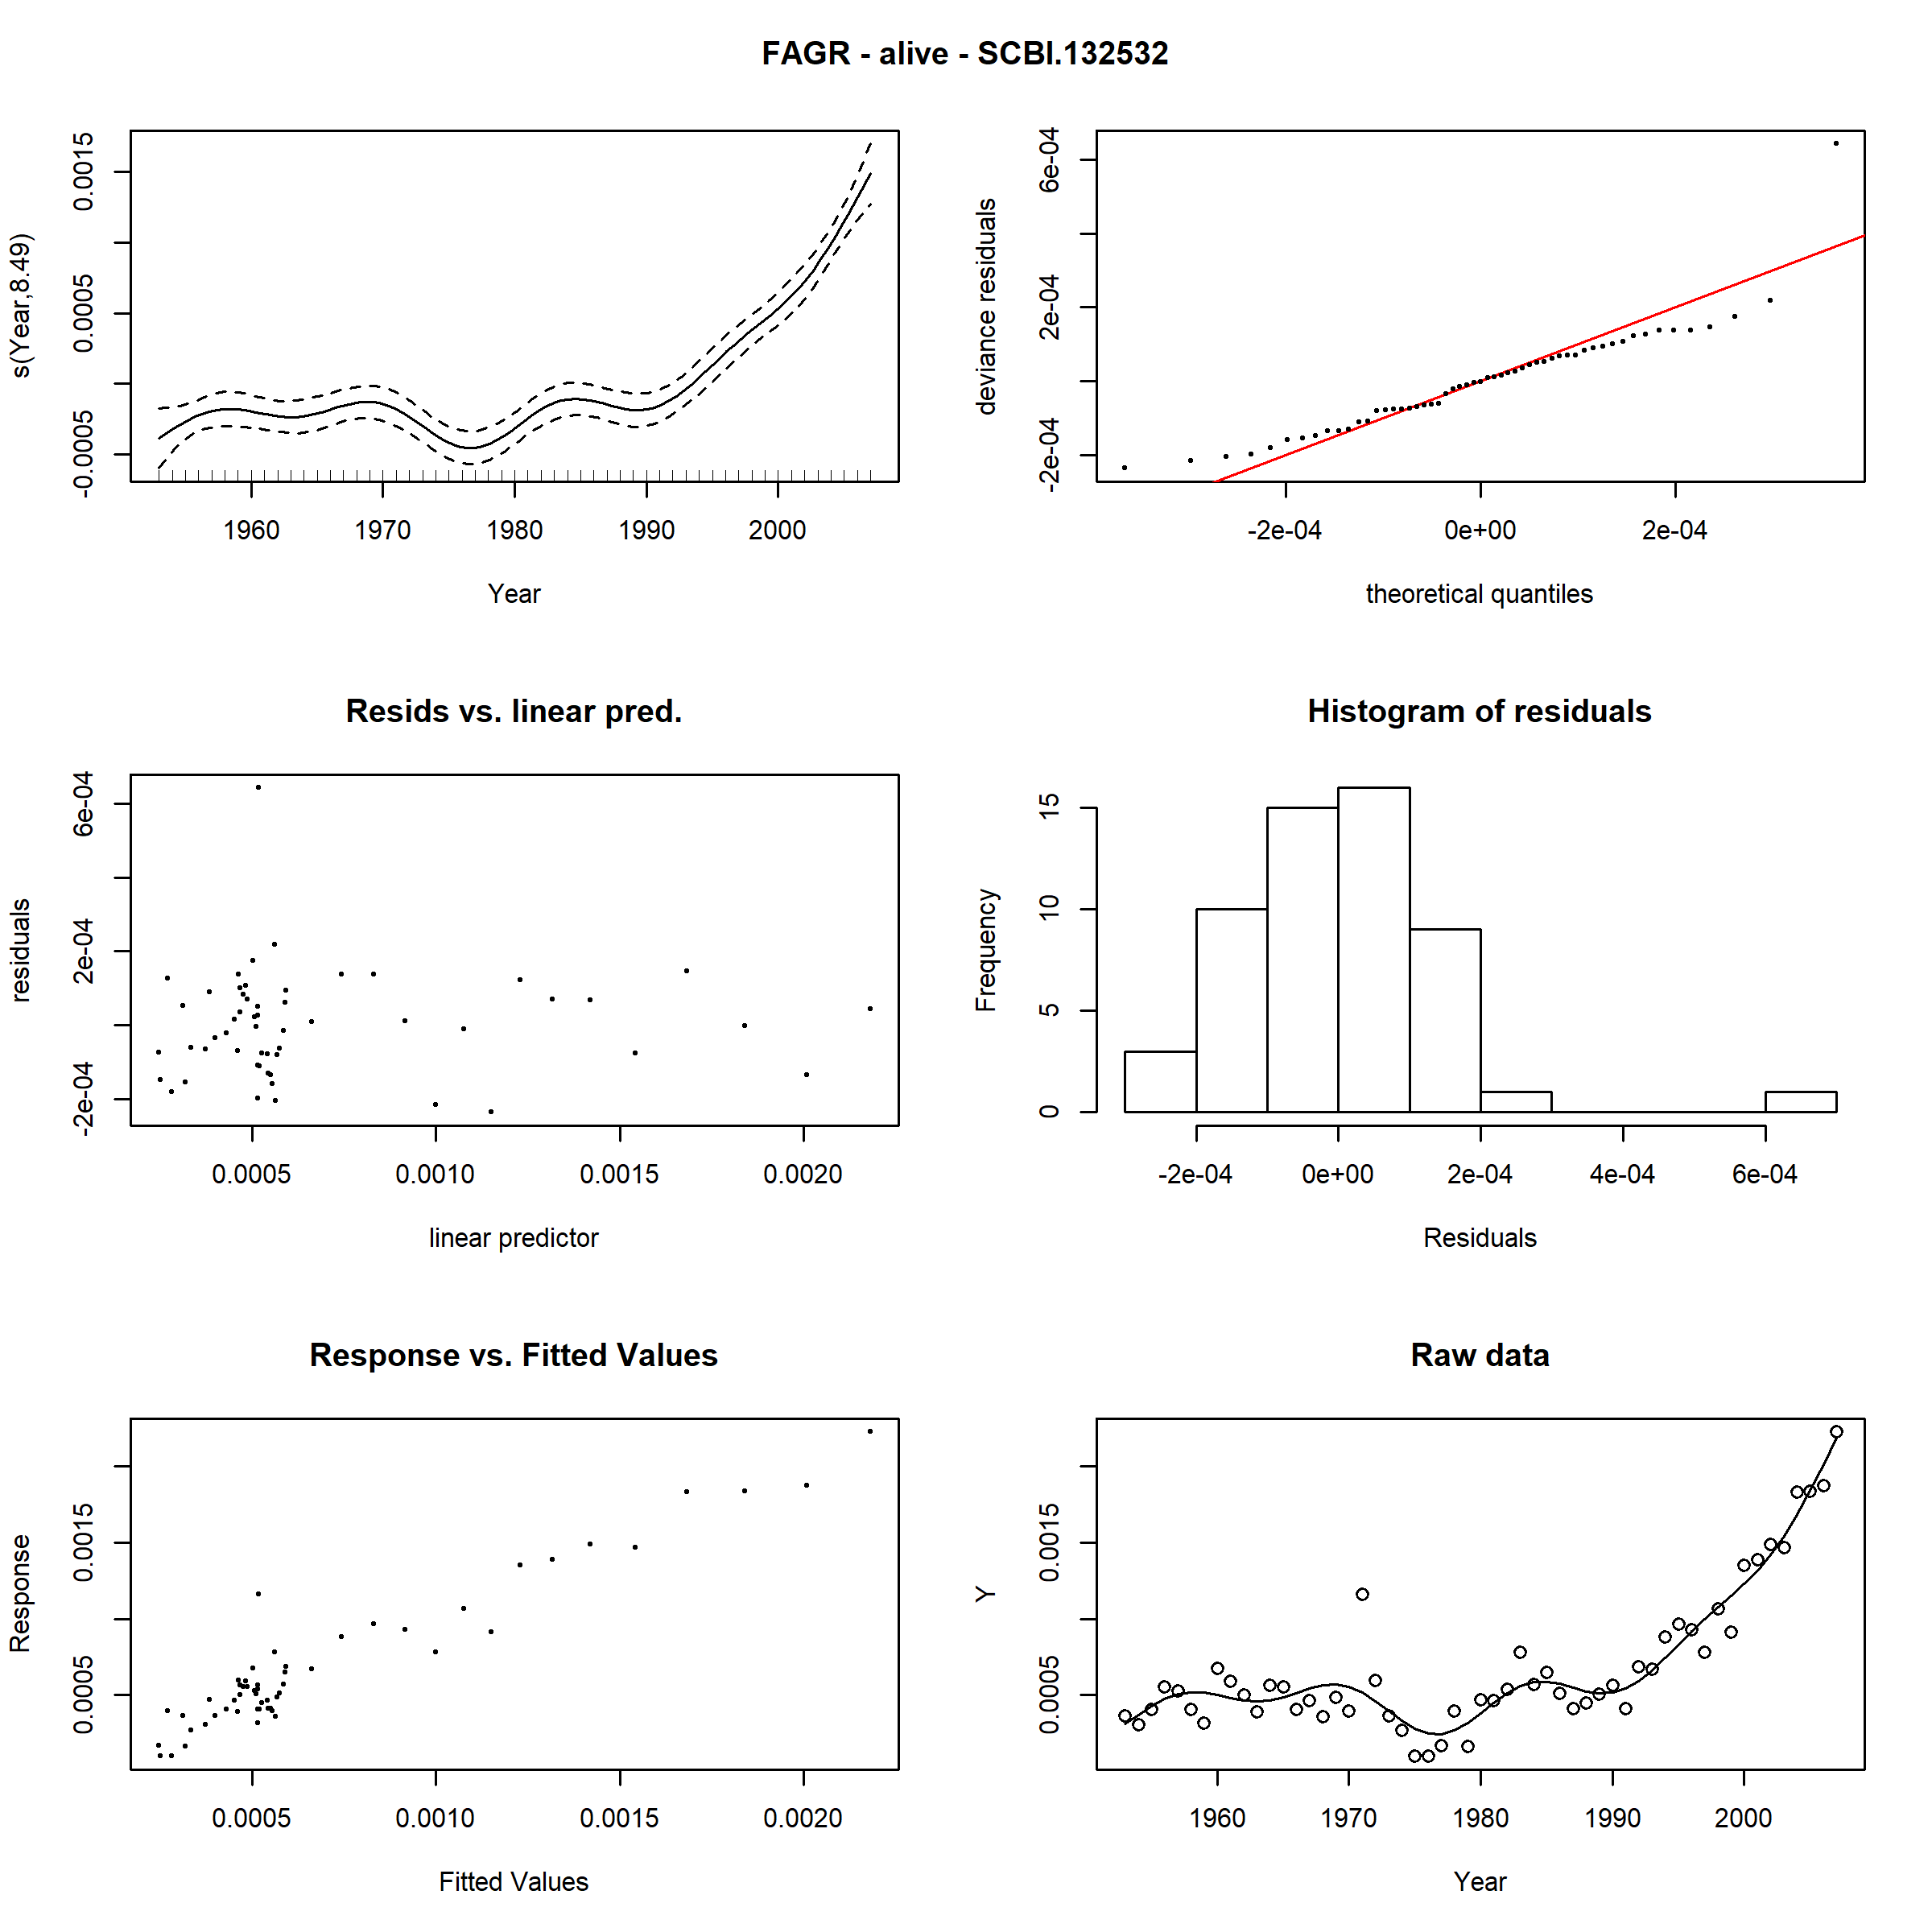 FAGR - alive - SCBI.132532
s(Year,8.49)
-0.0005 0.0005 0.0015
1960 1970 1980 1990 2000
Year
deviance residuals
-2e-04 2e-04 6e-04
-2e-04 0e+00 2e-04
theoretical quantiles
Resids vs. linear pred.
residuals
-2e-04 2e-04 6e-04
0.0005 0.0010 0.0015 0.0020
linear predictor
Histogram of residuals
Frequency
0 5 10 15
-2e-04 0e+00 2e-04 4e-04 6e-04
Residuals
Response vs. Fitted Values
Response
0.0005 0.0015
0.0005 0.0010 0.0015 0.0020
Fitted Values
Raw data
Y
0.0005 0.0015
1960 1970 1980 1990 2000
Year